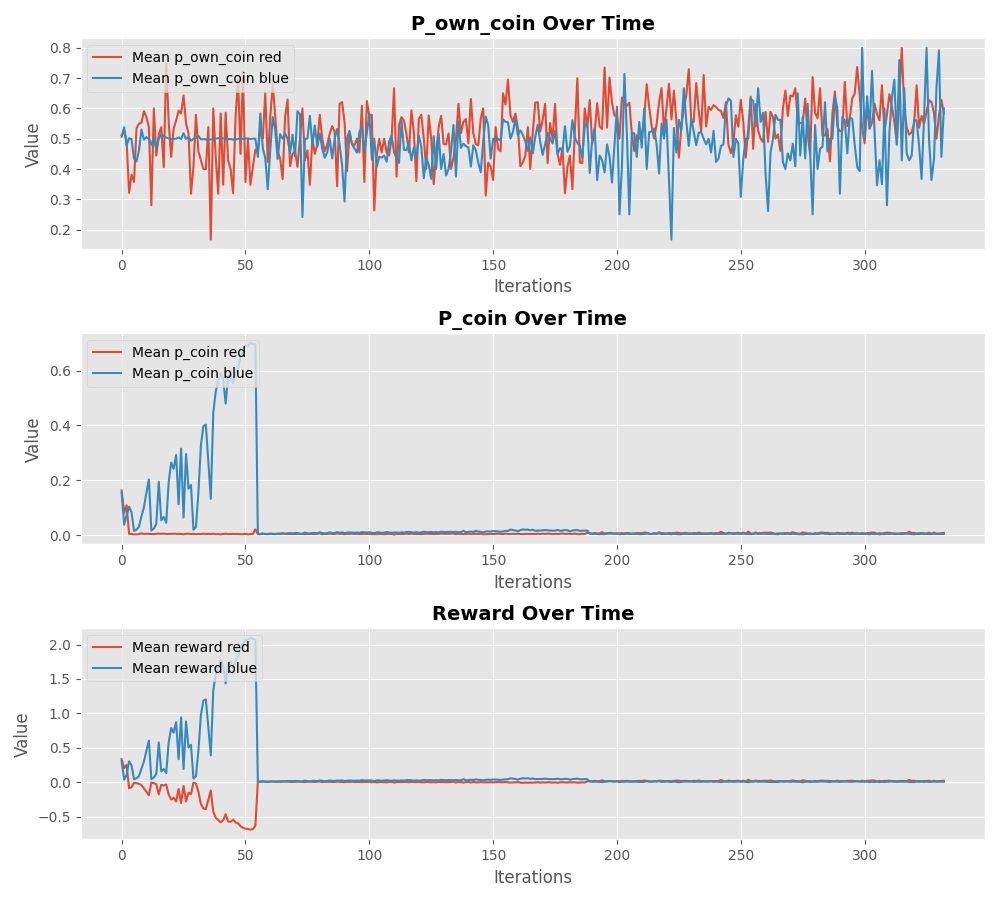 P_own_coin Over Time
Mean p_own_coin red
Mean p_own_coin blue
Value
0.8
0.7
0.6
0.5
0.4
0.3
0.2
0 50 100 150 200 250 300
Iterations
P_coin Over Time
Mean p_coin red
Mean p_coin blue
Value
0.6
0.4
0.2
0.0
0 50 100 150 200 250 300
Iterations
Reward Over Time
Mean reward red
Mean reward blue
Value
2.0
1.5
1.0
0.5
0.0
−0.5
0 50 100 150 200 250 300
Iterations